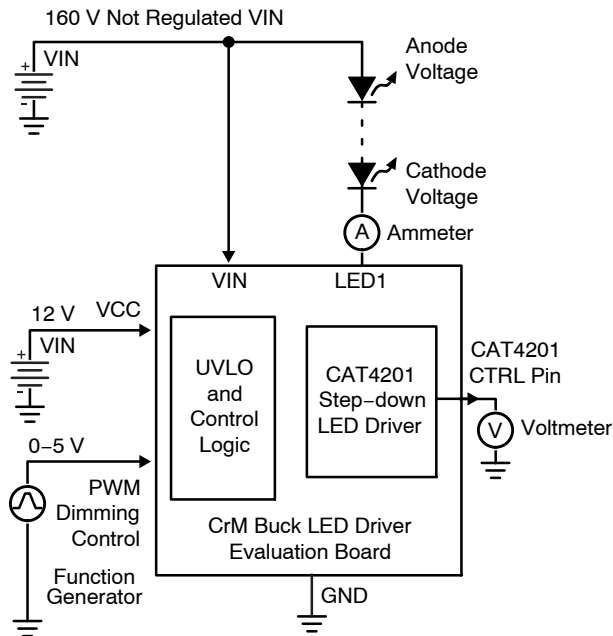 160 V Not Regulated VIN
+
VIN
-
Anode
Voltage
Cathode
Voltage
A
Ammeter
VIN
LED1
12 V
VCC
VIN
+
-
UVLO
and
Control
Logic
CAT4201
Step−down
LED Driver
CAT4201
CTRL Pin
V
Voltmeter
0−5 V
PWM
Dimming
Control
Function
Generator
CrM Buck LED Driver
Evaluation Board
GND